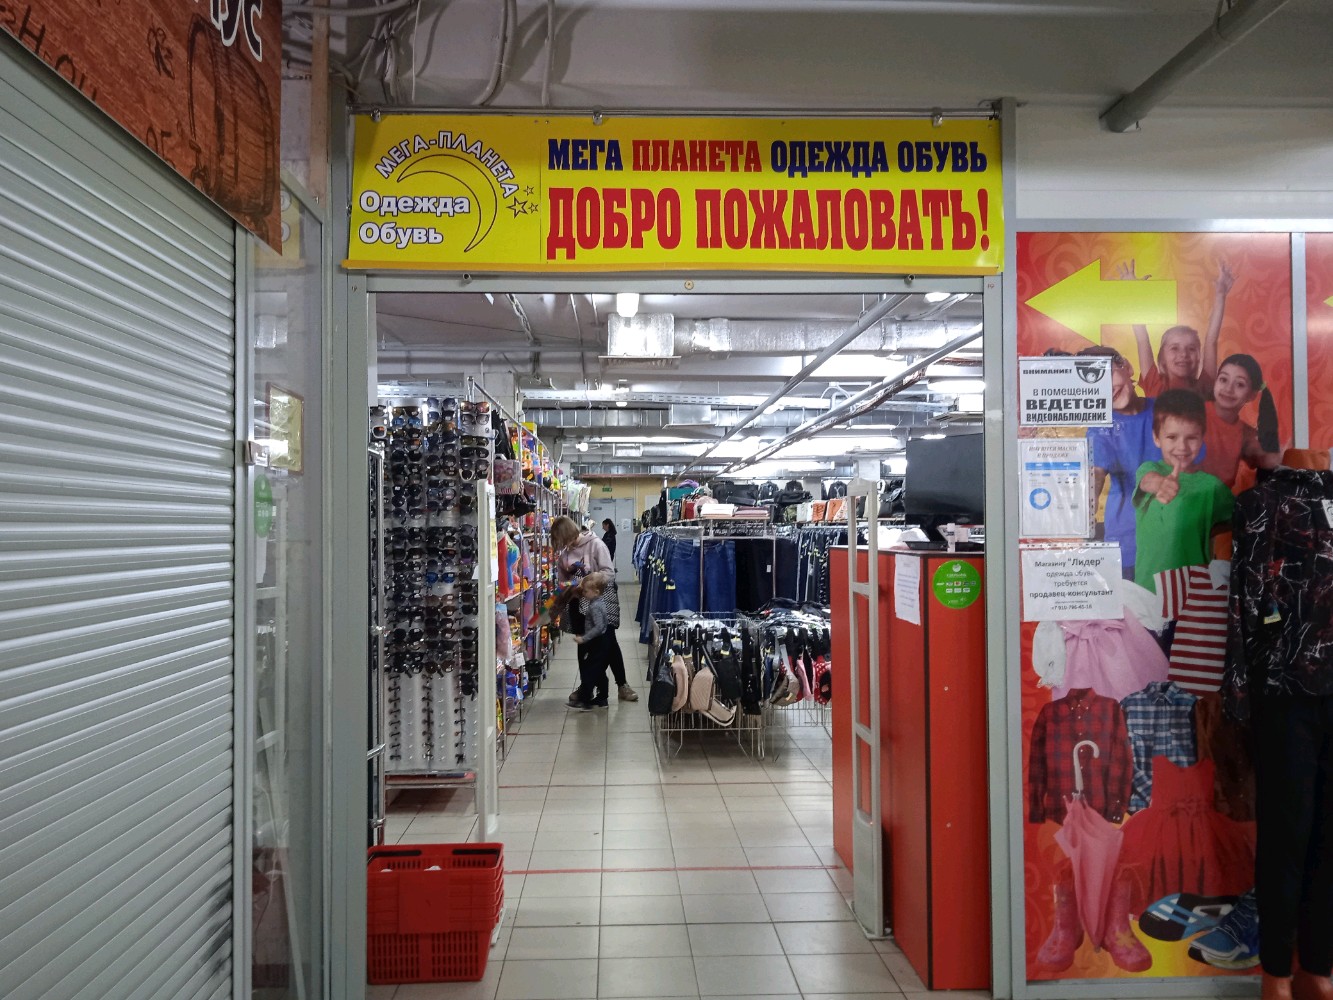 МЕГА-ПЛАНЕТА
Одежда
Обувь
МЕГА ПЛАНЕТА ОДЕЖДА ОБУВЬ
ДОБРО ПОЖАЛОВАТЬ!
ВНИМАНИЕ!
в помещении
ВЕДЕТСЯ
ВИДЕОНАБЛЮДЕНИЕ
Магазину "Лидер"
одежда Обувь
требуется
продавец-консультант